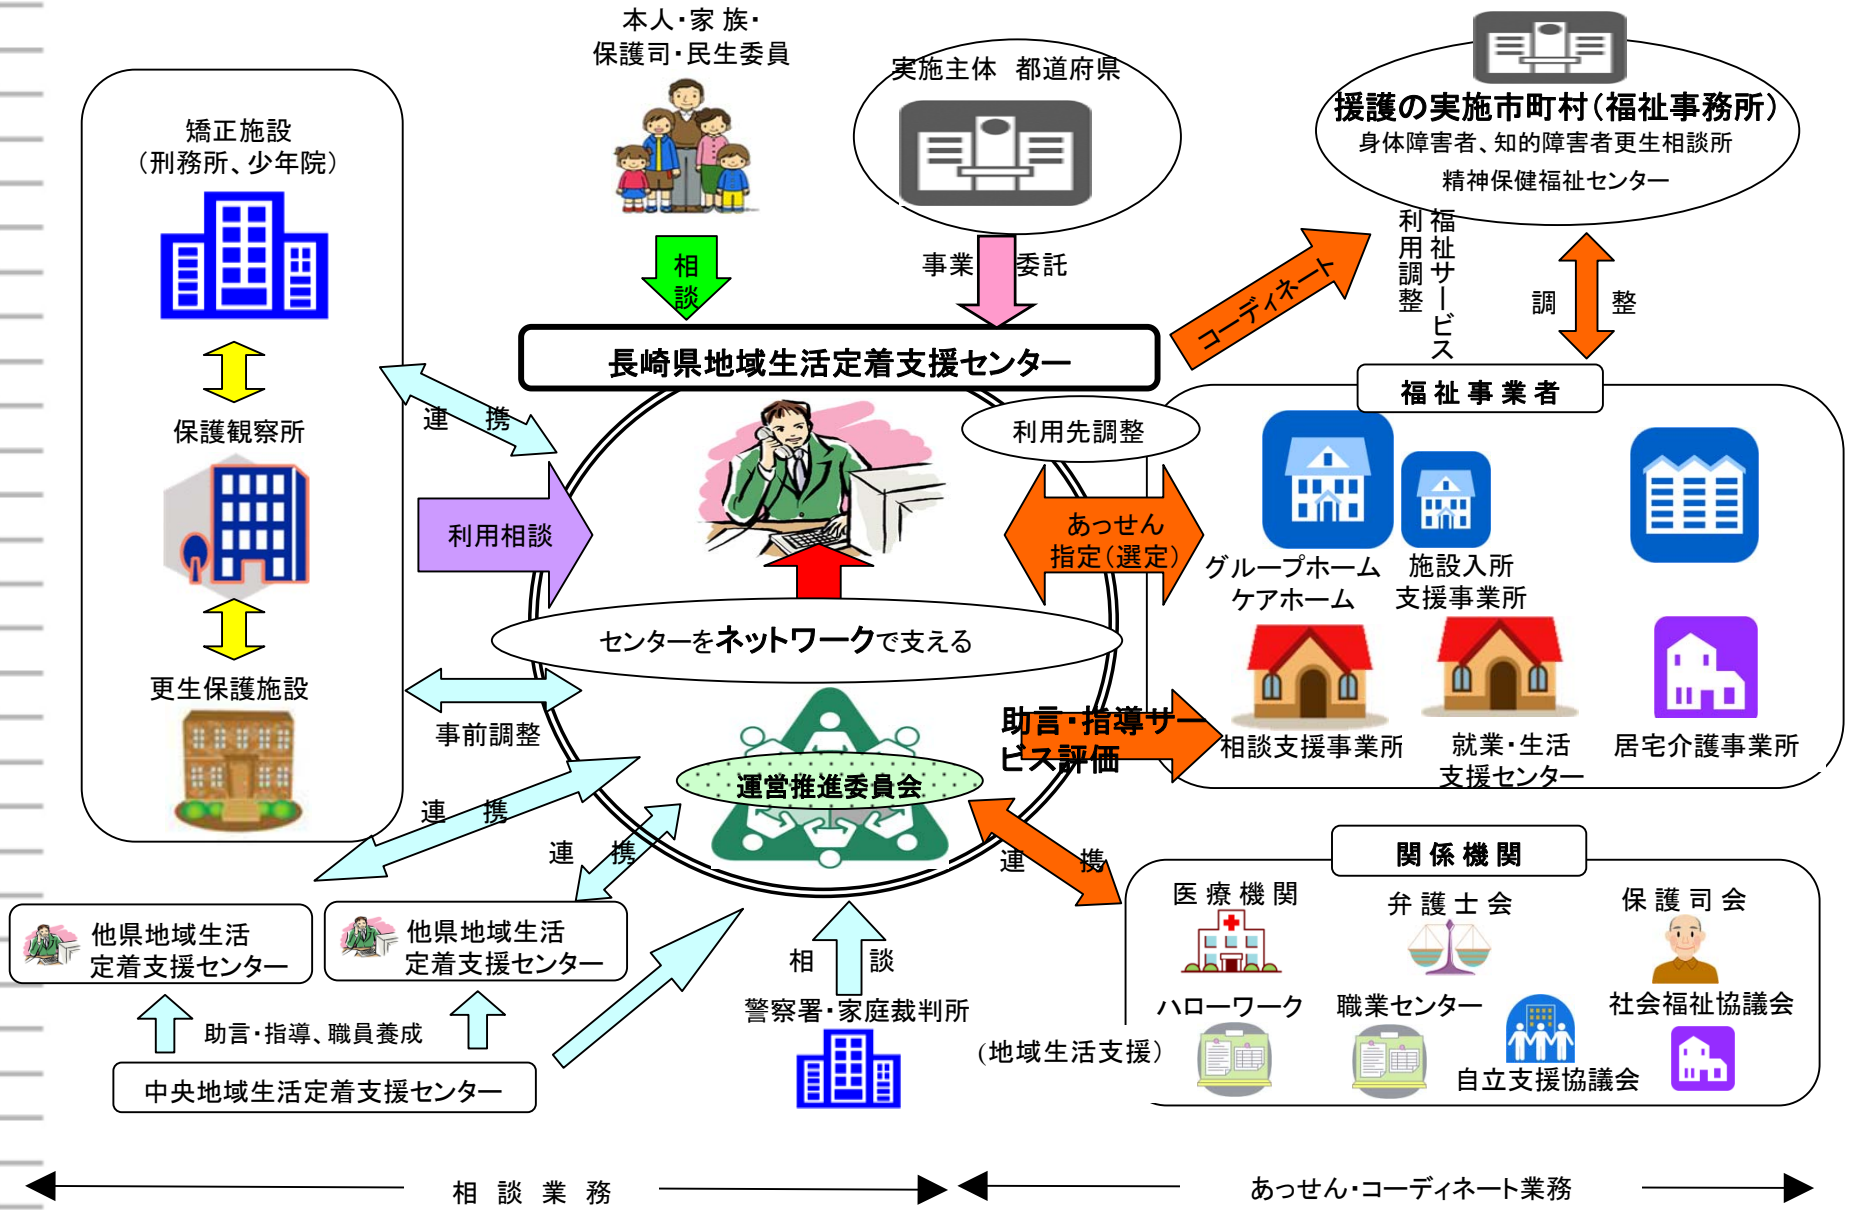 本人・家 族・
保護司・民生委員
実施主体　都道府県
援護の実施市町村（福祉事務所）
身体障害者、知的障害者更生相談所
精神保健福祉センター
矯正施設
（刑務所、少年院）
相
談
事業
委託
コーディネート
福祉サービス
利用調整
調
整
長崎県地域生活定着支援センター
福 祉 事 業 者
保護観察所
連　携
利用先調整
利用相談
あっせん
指定（選定）
グループホーム
ケアホーム
施設入所
支援事業所
センターをネットワークで支える
更生保護施設
事前調整
助言・指導サー
ビス評価
相談支援事業所
就業・生活
支援センター
居宅介護事業所
運営推進委員会
連　携
連　携
連　携
関 係 機 関
医 療 機 関
弁 護 士 会
保 護 司 会
他県地域生活
定着支援センター
他県地域生活
定着支援センター
相　談
警察署・家庭裁判所
ハローワーク
職業センター
社会福祉協議会
助言・指導、職員養成
(地域生活支援）
自立支援協議会
中央地域生活定着支援センター
相 談 業 務
あっせん・コーディネート業務